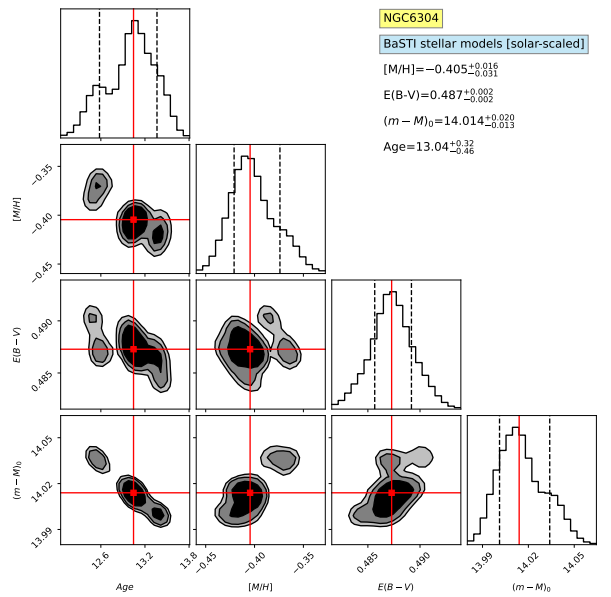 NGC6304
BaSTI stellar models [solar-scaled]
[M/H]=−0.405+0.016−0.031
E(B-V)=0.487+0.002−0.002
(m − M)0=14.014+0.020−0.013
Age=13.04+0.32−0.46
−0.35
−0.40
−0.45
[M/H]
0.490
0.485
E(B − V)
14.05
14.02
13.99
(m − M)0
12.6
13.2
13.8
−0.45
−0.40
−0.35
0.485
0.490
13.99
14.02
14.05
Age
[M/H]
E(B − V)
(m − M)0